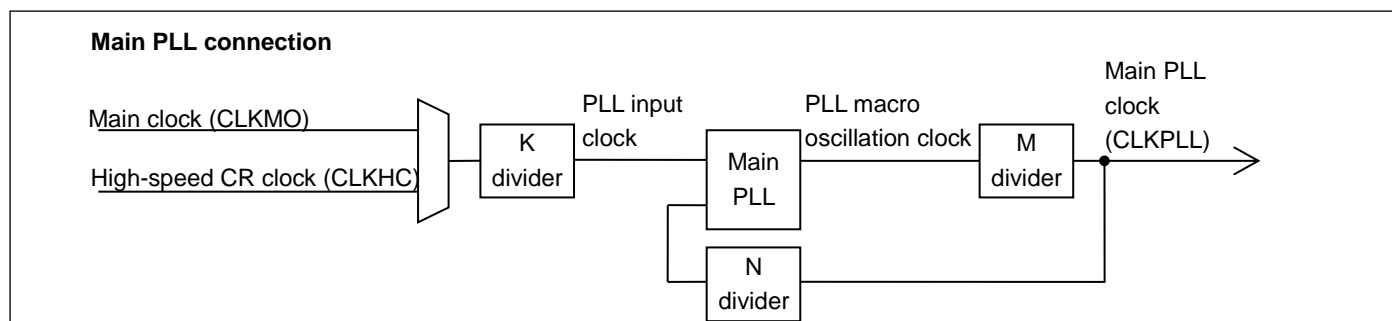 Main PLL connection
Main clock (CLKMO)
High-speed CR clock (CLKHC)
K
divider
PLL input
clock
Main
PLL
N
divider
PLL macro
oscillation clock
M
divider
Main PLL
clock
(CLKPLL)